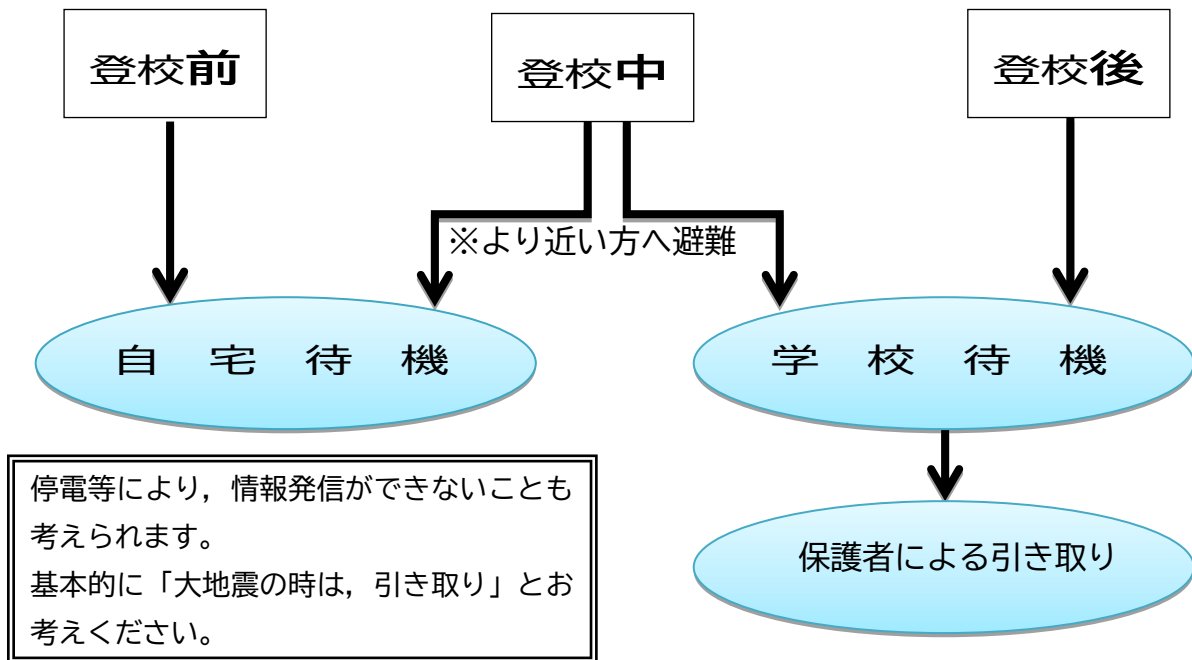 登校前
登校中
登校後
※より近い方へ避難
自宅待機
学校待機
停電等により，情報発信ができないことも
考えられます。
基本的に「大地震の時は，引き取り」とお
考えください。
保護者による引き取り